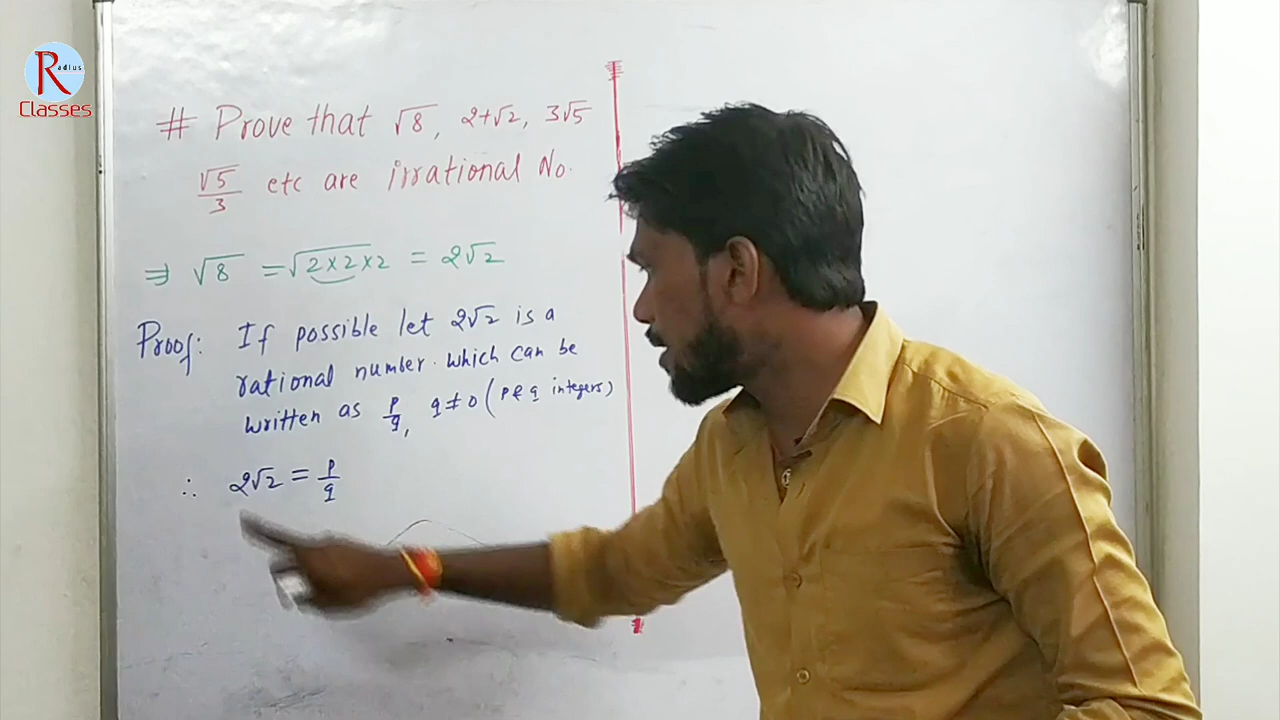 Radius
Classes
# Prove that √8, 2+√2, 3√5
√5/3 etc are irrational No.
⇒ √8 = √2×2×2 = 2√2
Proof: If possible let 2√2 is a
rational number. which can be
written as p/q, q≠0 (p & q integers)
∴ 2√2 = p/q